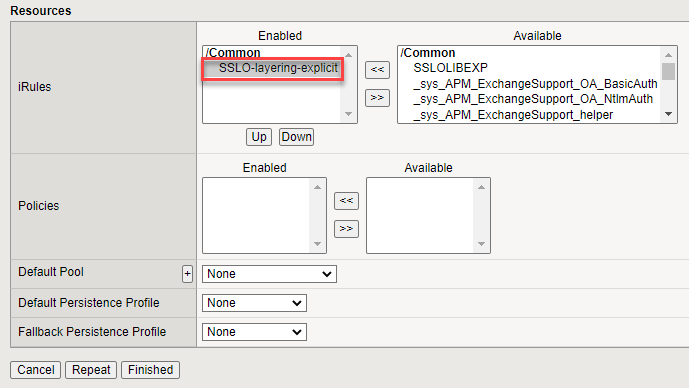 Resources
iRules
Enabled
/Common
SSLO-layering-explicit
<<
>>
Up Down
Available
/Common
SSLOLIBEXP
_sys_APM_ExchangeSupport_OA_BasicAuth
_sys_APM_ExchangeSupport_OA_NtlmAuth
_sys_APM_ExchangeSupport_helper
Policies
Enabled
<<
>>
Available
Default Pool + None
Default Persistence Profile None
Fallback Persistence Profile None
Cancel Repeat Finished